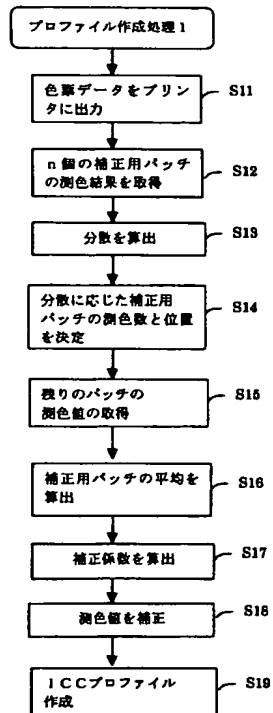 プロファイル作成処理1
色票データをプリン
タに出力
S11
n個の補正用パッチ
の測色結果を取得
S12
分散を算出
S13
分散に応じた補正用
パッチの測色数と位置
を決定
S14
残りのパッチの
測色値の取得
S15
補正用パッチの平均を
算出
S16
補正係数を算出
S17
測色値を補正
S18
ICCプロファイル
作成
S19